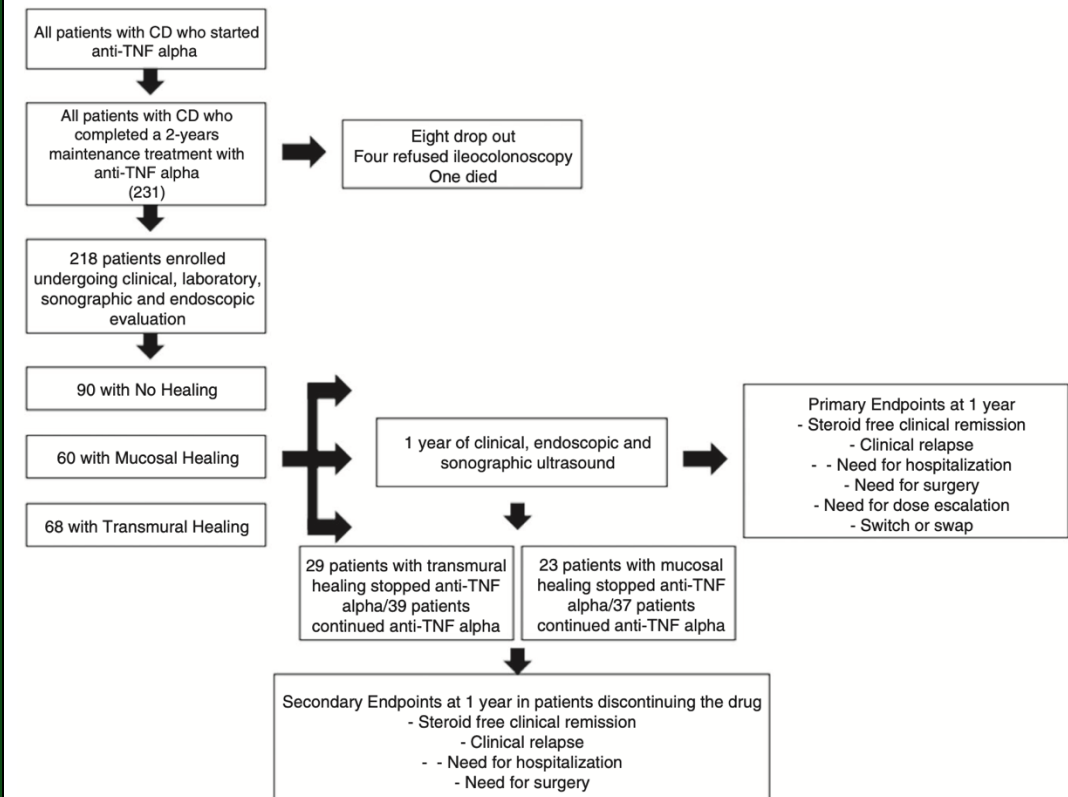 All patients with CD who started
anti-TNF alpha
All patients with CD who
completed a 2-years
maintenance treatment with
anti-TNF alpha
(231)
Eight drop out
Four refused ileocolonoscopy
One died
218 patients enrolled
undergoing clinical, laboratory,
sonographic and endoscopic
evaluation
90 with No Healing
60 with Mucosal Healing
68 with Transmural Healing
1 year of clinical, endoscopic and
sonographic ultrasound
Primary Endpoints at 1 year
- Steroid free clinical remission
- Clinical relapse
- - Need for hospitalization
- Need for surgery
- Need for dose escalation
- Switch or swap
29 patients with transmural
healing stopped anti-TNF
alpha/39 patients
continued anti-TNF alpha
23 patients with mucosal
healing stopped anti-TNF
alpha/37 patients
continued anti-TNF alpha
Secondary Endpoints at 1 year in patients discontinuing the drug
- Steroid free clinical remission
- Clinical relapse
- - Need for hospitalization
- Need for surgery